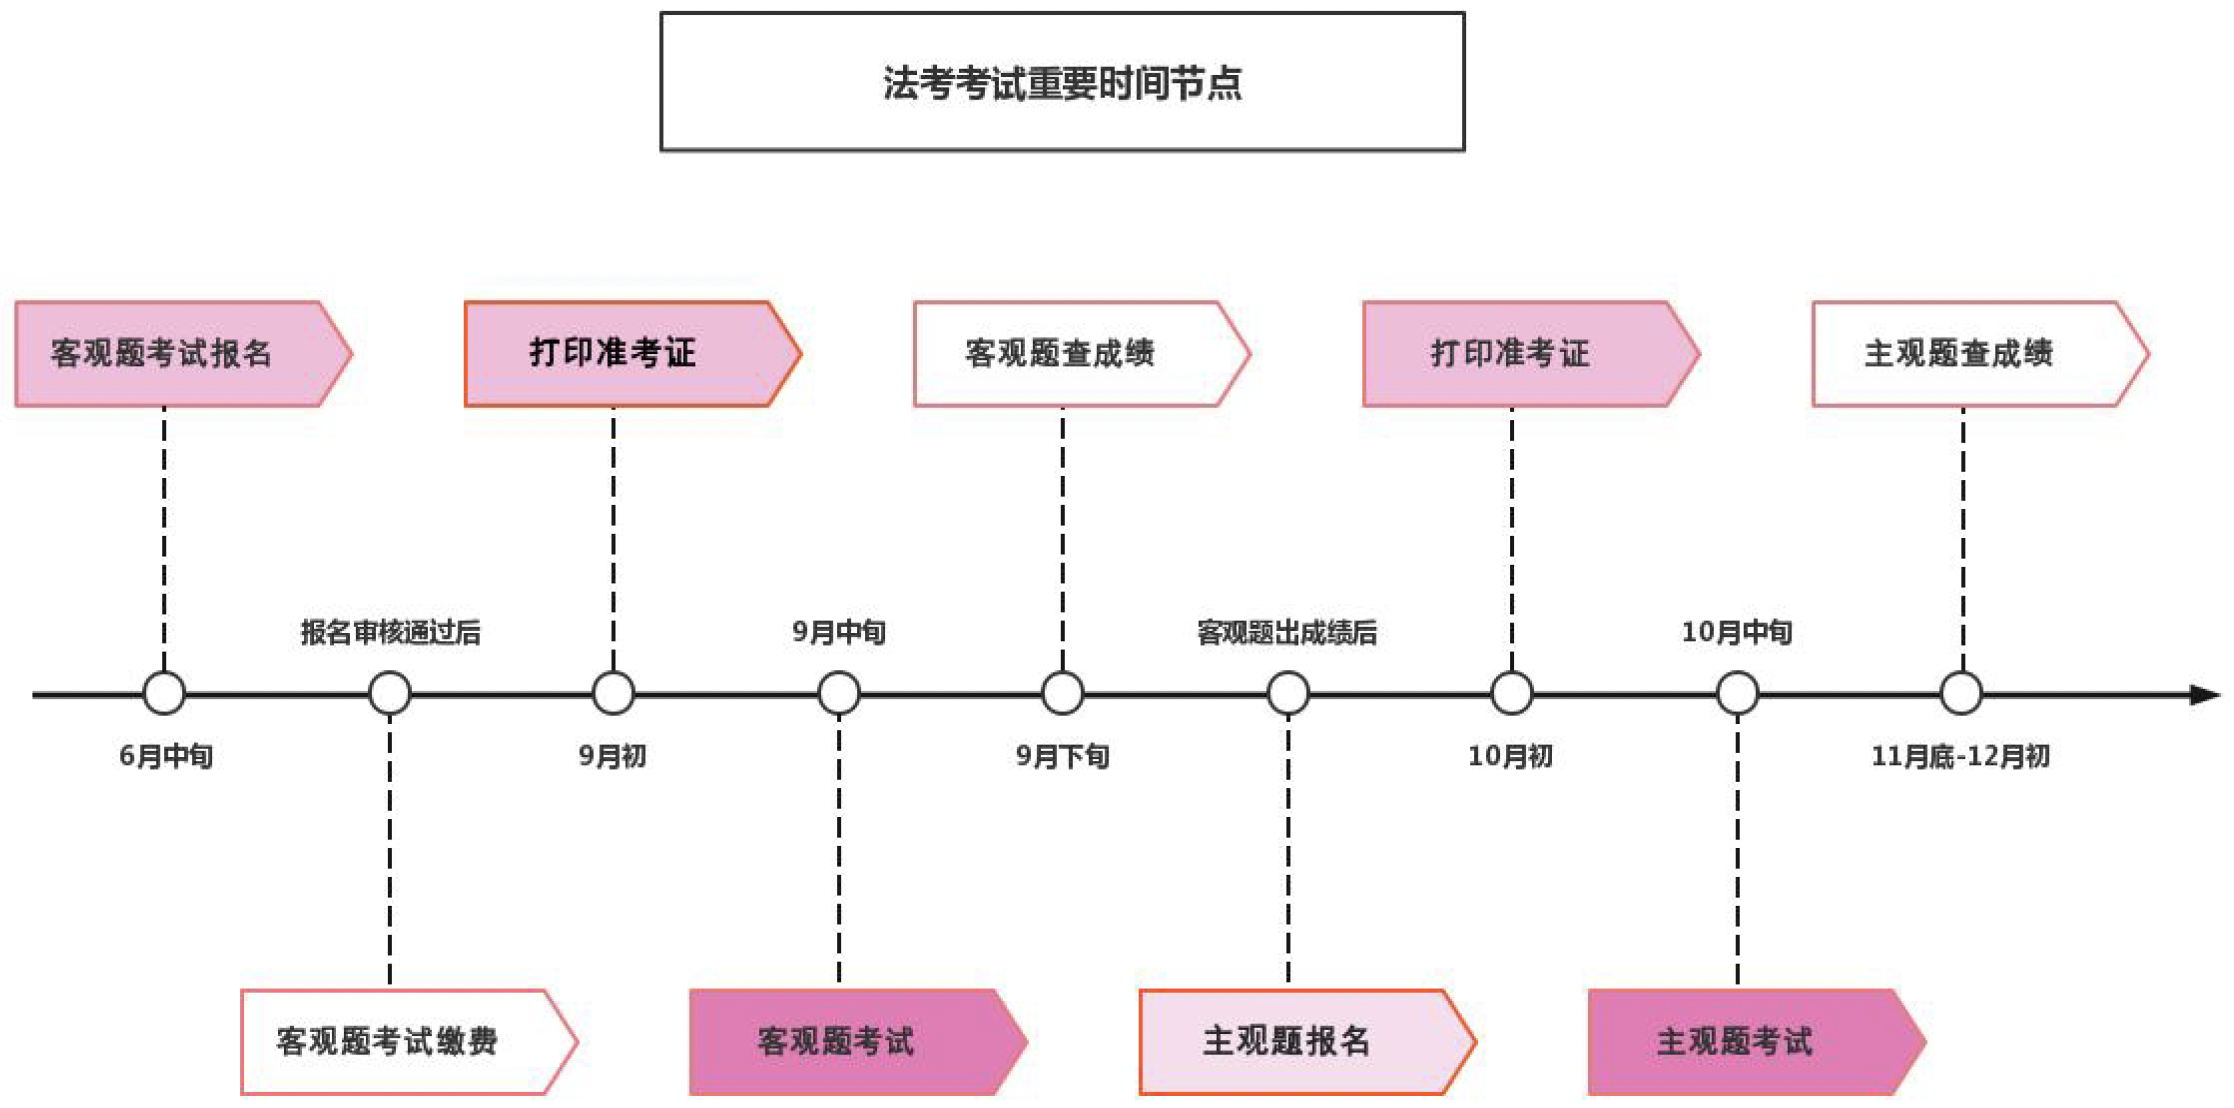 法考考试重要时间节点
客观题考试报名
打印准考证
客观题查成绩
打印准考证
主观题查成绩
报名审核通过后
9月中旬
客观题出成绩后
10月中旬
6月中旬
9月初
9月下旬
10月初
11月底-12月初
客观题考试缴费
客观题考试
主观题报名
主观题考试